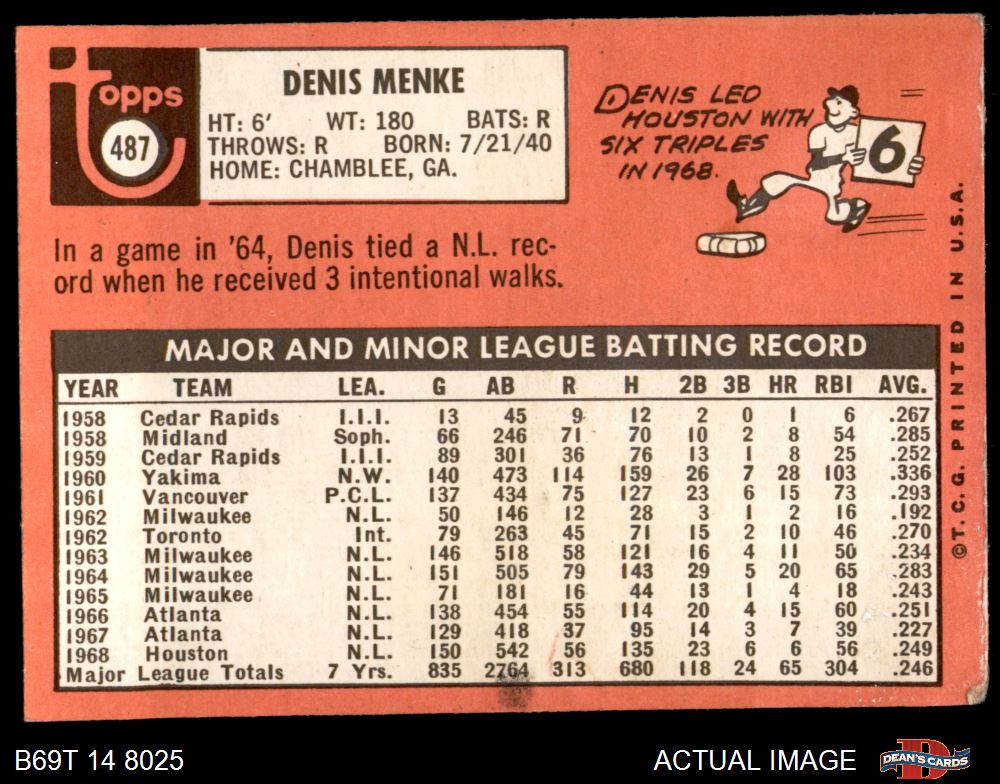 topps
487
DENIS MENKE
HT: 6' WT: 180 BATS: R
THROWS: R BORN: 7/21/40
HOME: CHAMBLEE, GA.
DENIS LED
HOUSTON WITH
SIX TRIPLES
IN 1968.
6
In a game in '64, Denis tied a N.L. rec-
ord when he received 3 intentional walks.
MAJOR AND MINOR LEAGUE BATTING RECORD
YEAR TEAM LEA. G AB R H 2B 3B HR RBI AVG.
1958 Cedar Rapids I.I.I. 13 45 9 12 2 0 1 6 .267
1958 Midland Soph. 66 246 71 70 10 2 8 54 .285
1959 Cedar Rapids I.I.I. 89 301 36 76 13 1 8 25 .252
1960 Yakima N.W. 140 473 114 159 26 7 28 103 .336
1961 Vancouver P.C.L. 137 434 75 127 23 6 15 73 .293
1962 Milwaukee N.L. 50 146 12 28 3 1 2 16 .192
1962 Toronto Int. 79 263 45 71 15 2 10 46 .270
1963 Milwaukee N.L. 146 518 58 121 16 4 11 50 .234
1964 Milwaukee N.L. 151 505 79 143 29 5 20 65 .283
1965 Milwaukee N.L. 71 181 16 44 13 1 4 18 .243
1966 Atlanta N.L. 138 454 55 114 20 4 15 60 .251
1967 Atlanta N.L. 129 418 37 95 14 3 7 39 .227
1968 Houston N.L. 150 542 56 135 23 6 6 56 .249
Major League Totals 7 Yrs. 835 2764 313 680 118 24 65 304 .246
©T.C.G. PRINTED IN U.S.A.
B69T 14 8025
ACTUAL IMAGE
DEAN'S CARDS